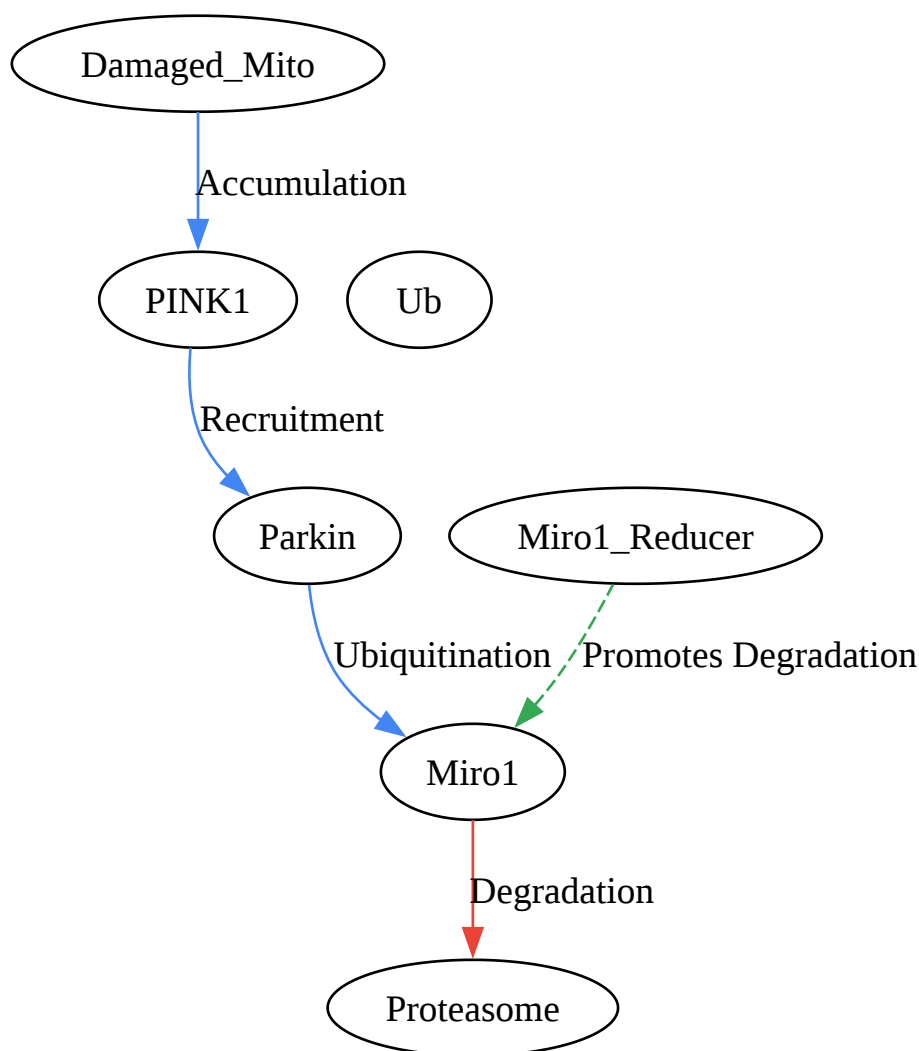 Damaged_Mito
Accumulation
PINK1
Ub
Recruitment
Parkin
Miro1_Reducer
Ubiquitination
Promotes Degradation
Miro1
Degradation
Proteasome